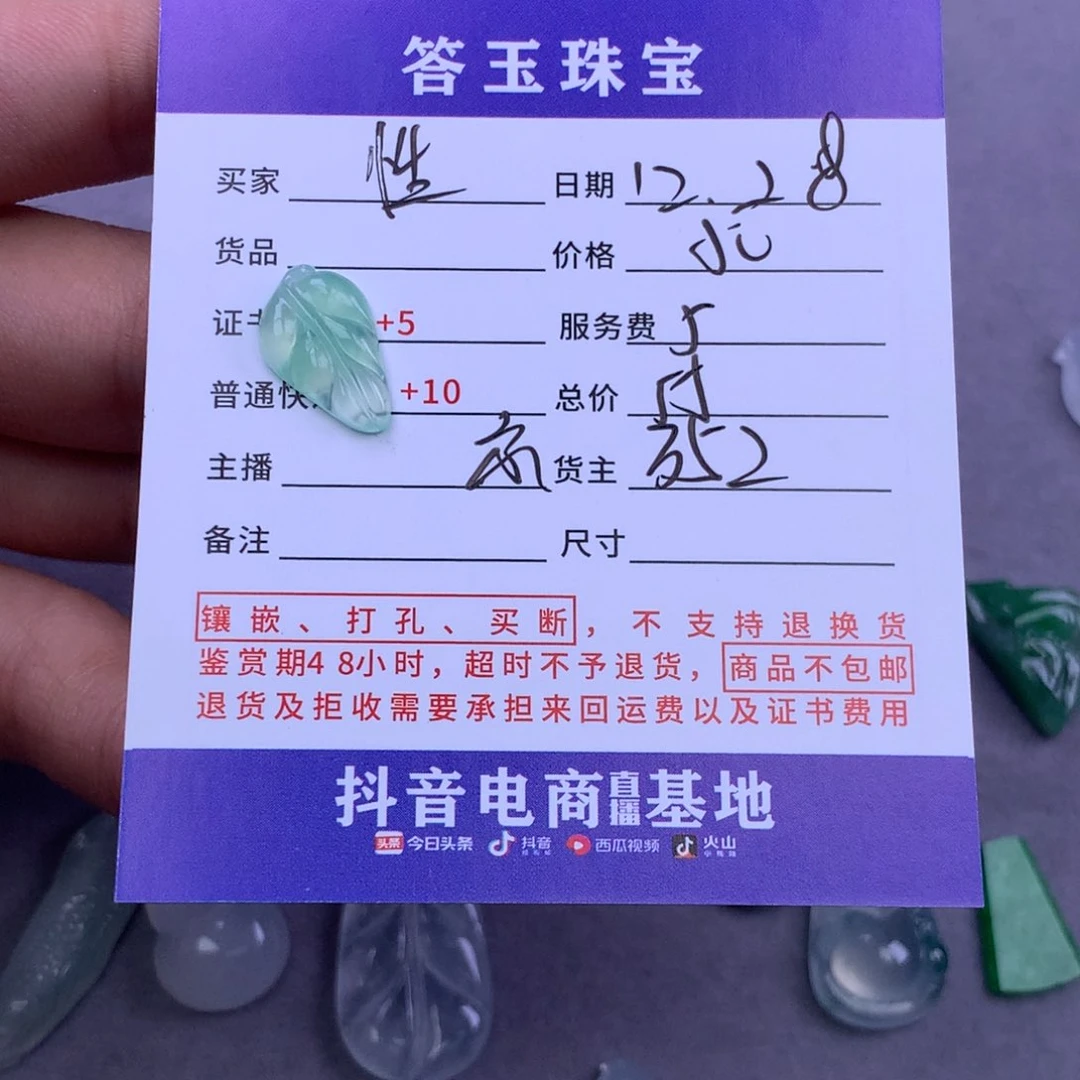 答玉珠宝
买家 性 日期 12.28
货品 价格
证书 +5 服务费 5
普通快 +10 总价
主播 货主
备注 尺寸
镶嵌、打孔、买断，不支持退换货
鉴赏期48小时，超时不予退货，商品不包邮
退货及拒收需要承担来回运费以及证书费用
抖音电商直播基地
头条 今日头条 抖音 西瓜视频 火山